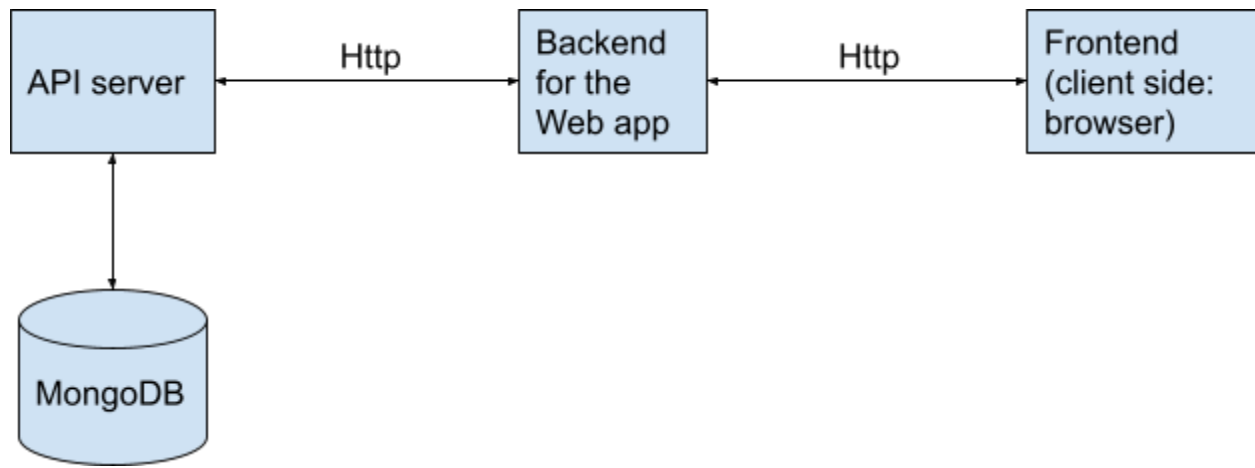 API server
Http
Backend
for the
Web app
Http
Frontend
(client side:
browser)
MongoDB